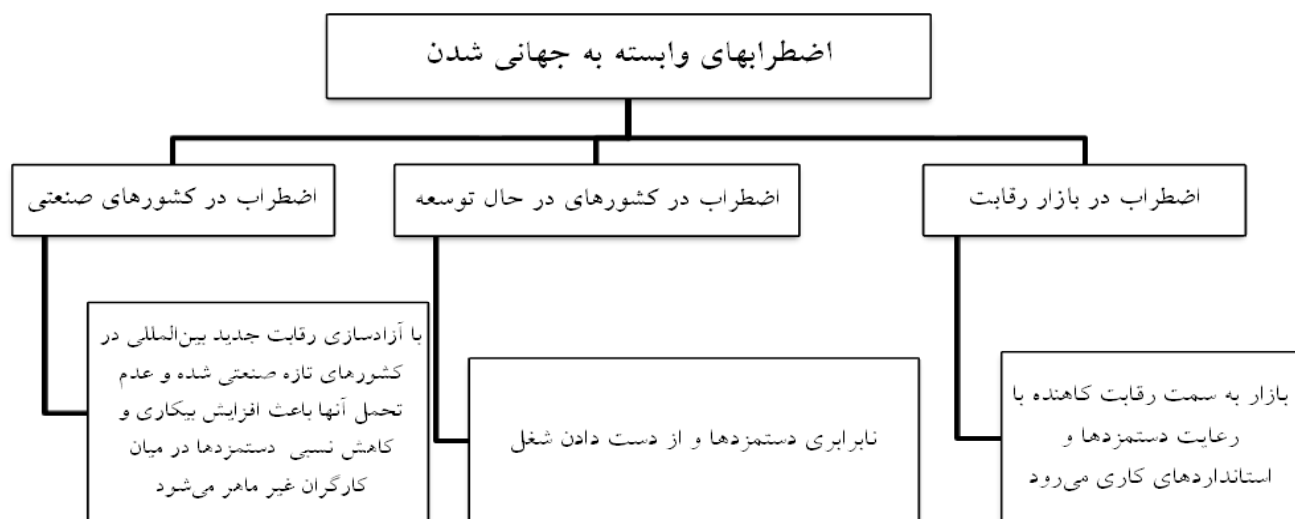 اضطرابهای وابسته به جهانی شدن
اضطراب در بازار رقابت
اضطراب در کشورهای در حال توسعه
اضطراب در کشورهای صنعتی
بازار به سمت رقابت کاهنده با
رعایت دستمزدها و
استانداردهای کاری می‌رود
نابرابری دستمزدها و از دست دادن شغل
با آزادسازی رقابت جدید بین‌المللی در
کشورهای تازه صنعتی شده و عدم
تحمل آنها باعث افزایش بیکاری و
کاهش نسبی دستمزدها در میان
کارگران غیر ماهر می‌شود